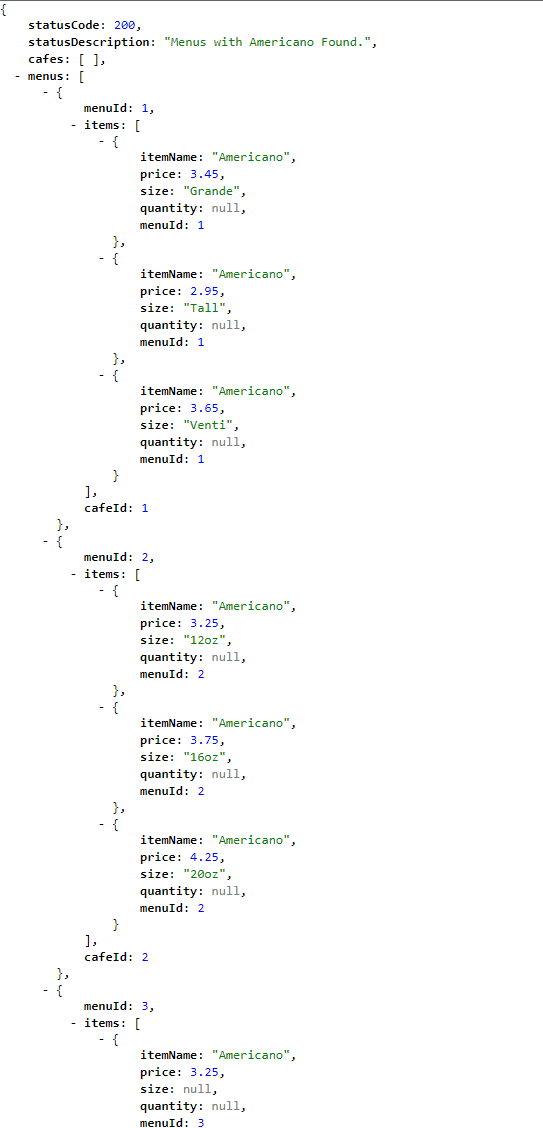 {
statusCode: 200,
statusDescription: "Menus with Americano Found.",
cafes: [ ],
- menus: [
- {
menuId: 1,
- items: [
- {
itemName: "Americano",
price: 3.45,
size: "Grande",
quantity: null,
menuId: 1
},
- {
itemName: "Americano",
price: 2.95,
size: "Tall",
quantity: null,
menuId: 1
},
- {
itemName: "Americano",
price: 3.65,
size: "Venti",
quantity: null,
menuId: 1
}
],
cafeId: 1
},
- {
menuId: 2,
- items: [
- {
itemName: "Americano",
price: 3.25,
size: "12oz",
quantity: null,
menuId: 2
},
- {
itemName: "Americano",
price: 3.75,
size: "16oz",
quantity: null,
menuId: 2
},
- {
itemName: "Americano",
price: 4.25,
size: "20oz",
quantity: null,
menuId: 2
}
],
cafeId: 2
},
- {
menuId: 3,
- items: [
- {
itemName: "Americano",
price: 3.25,
size: null,
quantity: null,
menuId: 3